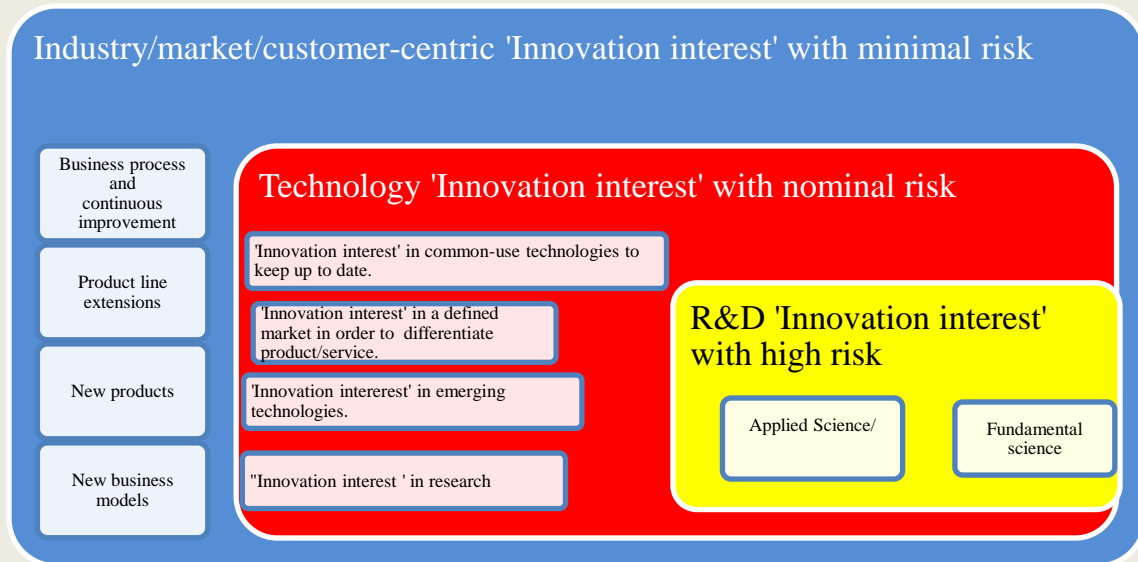 Industry/market/customer-centric 'Innovation interest' with minimal risk
Business process
and
continuous
improvement
Product line
extensions
New products
New business
models
Technology 'Innovation interest' with nominal risk
'Innovation interest' in common-use technologies to
keep up to date.
'Innovation interest' in a defined
market in order to differentiate
product/service.
'Innovation intererest' in emerging
technologies.
"Innovation interest ' in research
R&D 'Innovation interest'
with high risk
Applied Science/
Fundamental
science